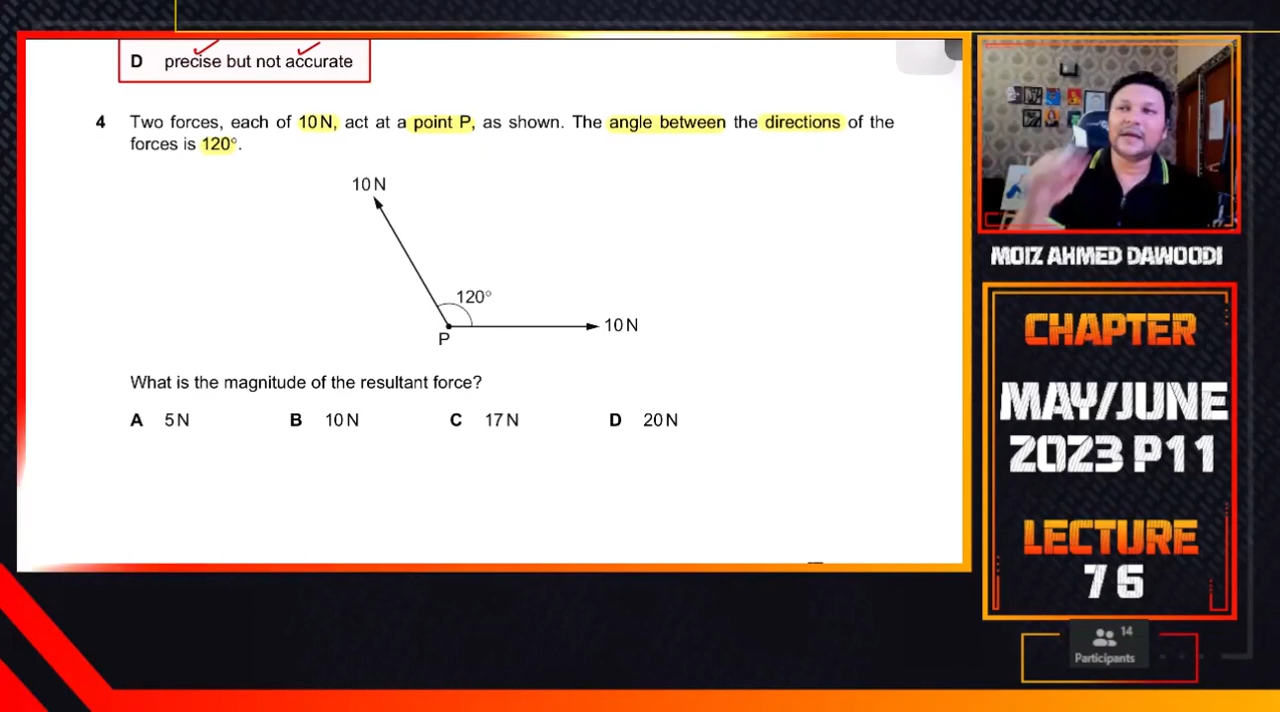 D precise but not accurate
4 Two forces, each of 10 N, act at a point P, as shown. The angle between the directions of the
forces is 120°.
10 N
120°
10 N
P
What is the magnitude of the resultant force?
A 5 N B 10 N C 17 N D 20 N
MOIZ AHMED DAWOODI
CHAPTER
MAY/JUNE
2023 P11
LECTURE
76
14
Participants